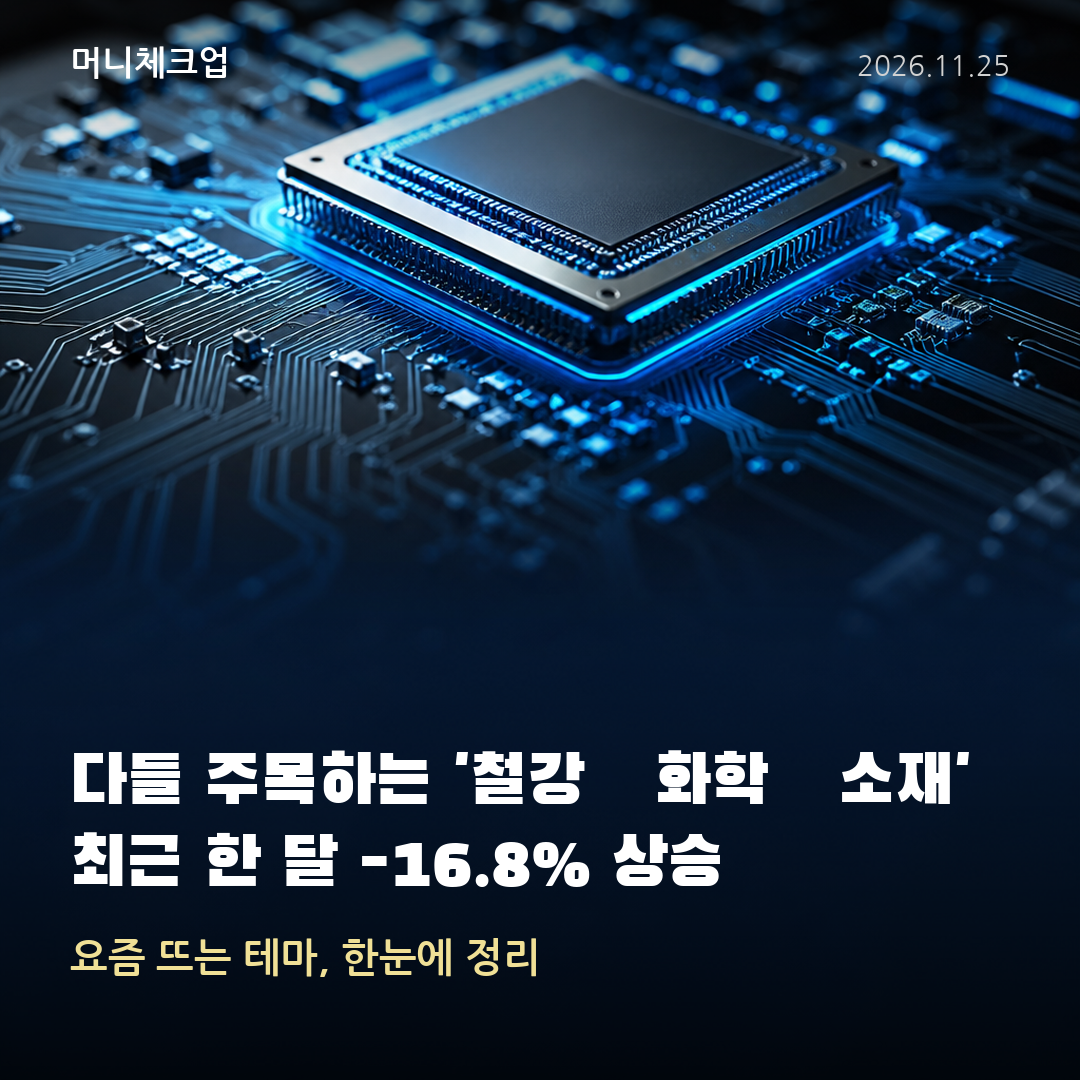 머니체크업
2026.11.25
다들 주목하는 '철강 화학 소재'
최근 한 달 -16.8% 상승
요즘 뜨는 테마, 한눈에 정리